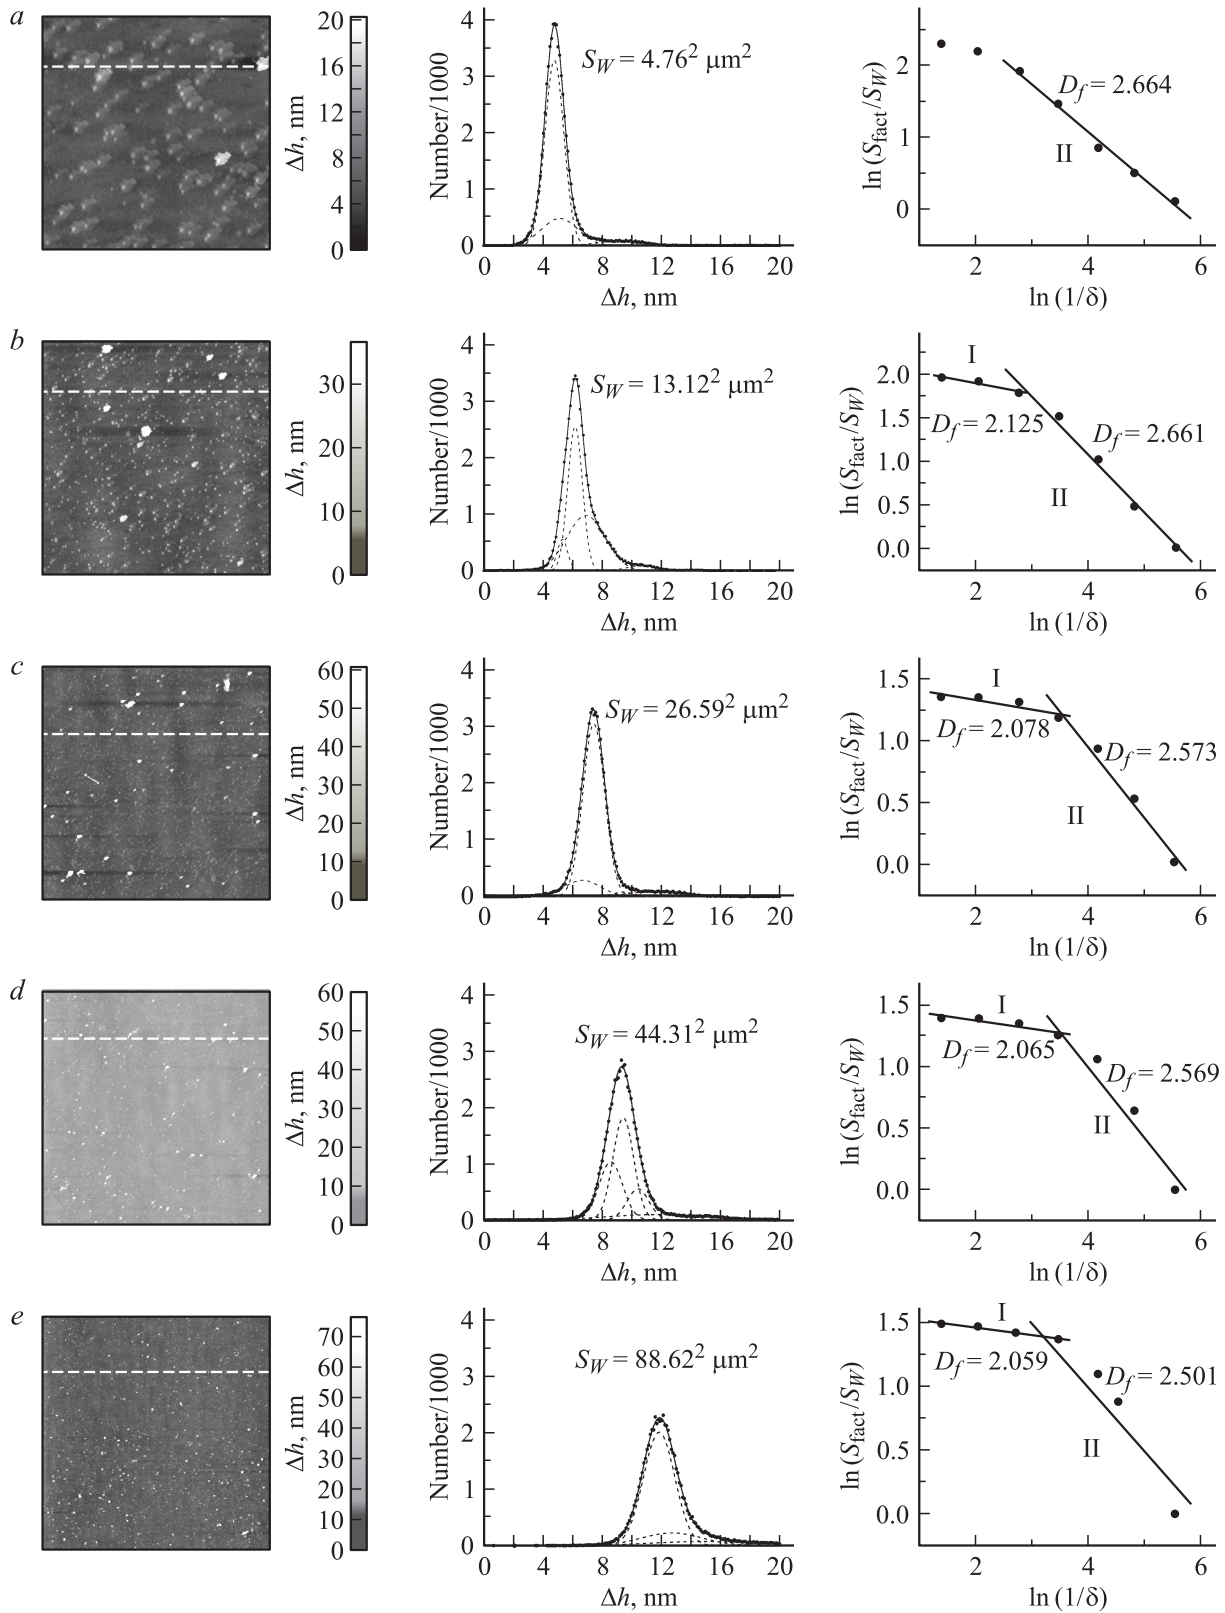 a
20
16
12
8
4
0
Δh, nm
4
3
2
1
0
Number/1000
S_W = 4.76² μm²
0 4 8 12 16 20
Δh, nm
2
1
0
ln (S_fact/S_W)
D_f = 2.664
II
2 4 6
ln (1/δ)
b
30
20
10
0
Δh, nm
4
3
2
1
0
Number/1000
S_W = 13.12² μm²
0 4 8 12 16 20
Δh, nm
2.0
1.5
1.0
0.5
0.0
ln (S_fact/S_W)
I
D_f = 2.125
D_f = 2.661
II
2 4 6
ln (1/δ)
c
60
50
40
30
20
10
0
Δh, nm
4
3
2
1
0
Number/1000
S_W = 26.59² μm²
0 4 8 12 16 20
Δh, nm
1.5
1.0
0.5
0.0
ln (S_fact/S_W)
I
D_f = 2.078
D_f = 2.573
II
2 4 6
ln (1/δ)
d
60
50
40
30
20
10
0
Δh, nm
4
3
2
1
0
Number/1000
S_W = 44.31² μm²
0 4 8 12 16 20
Δh, nm
1.5
1.0
0.5
0.0
ln (S_fact/S_W)
I
D_f = 2.065
D_f = 2.569
II
2 4 6
ln (1/δ)
e
70
60
50
40
30
20
10
0
Δh, nm
4
3
2
1
0
Number/1000
S_W = 88.62² μm²
0 4 8 12 16 20
Δh, nm
1.5
1.0
0.5
0.0
ln (S_fact/S_W)
I
D_f = 2.059
D_f = 2.501
II
2 4 6
ln (1/δ)